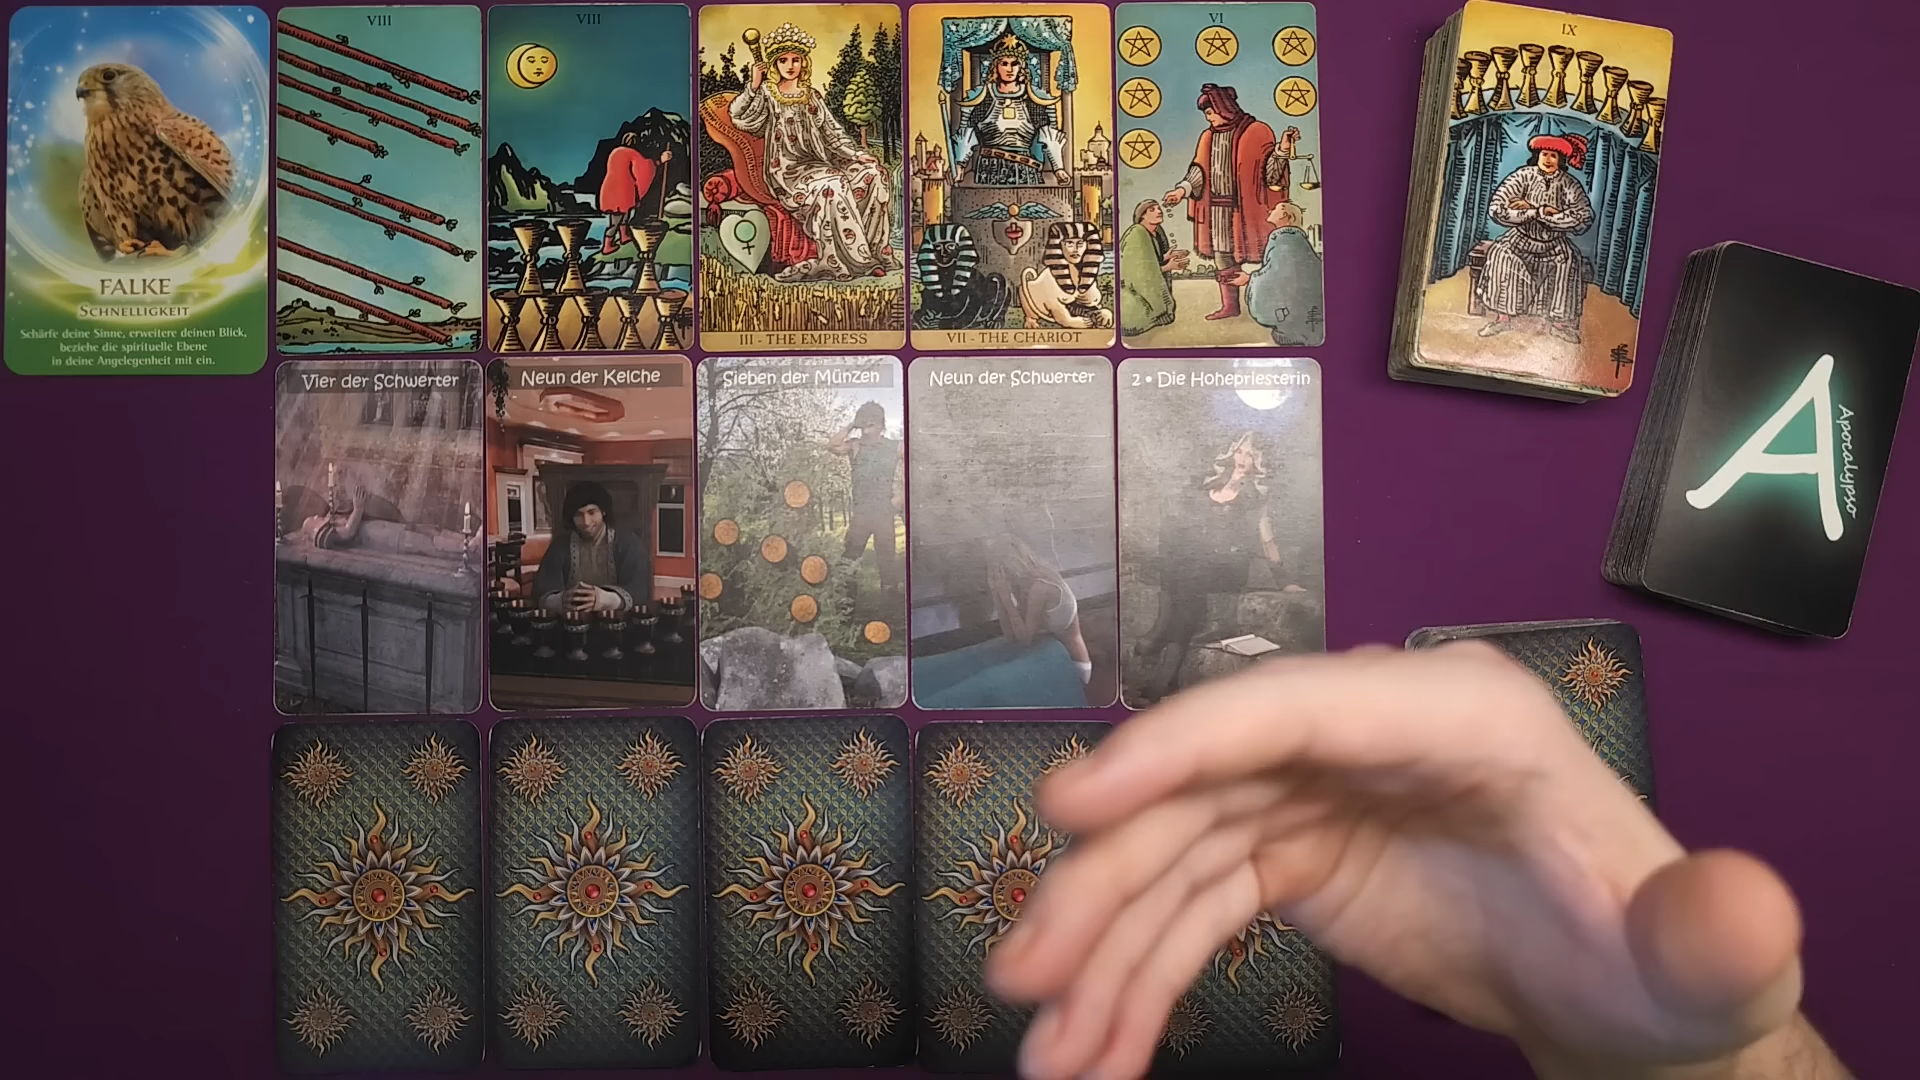 FALKE
SCHNELLIGKEIT
Schärfe deine Sinne, erweitere deinen Blick,
beziehe die spirituelle Ebene
in deine Angelegenheit mit ein.
VIII
VIII
III - THE EMPRESS
VII - THE CHARIOT
VI
IX
Vier der Schwerter
Neun der Kelche
Sieben der Münzen
Neun der Schwerter
2 • Die Hohepriesterin
A
Apocalypso